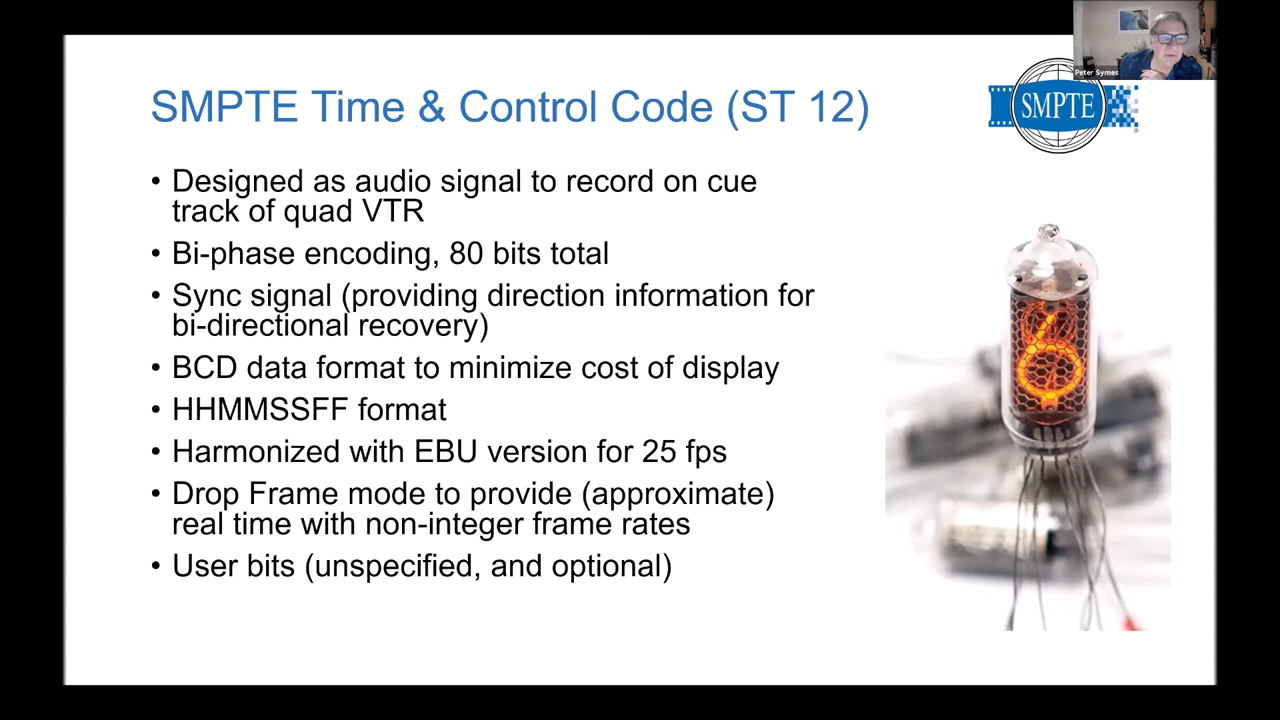 Peter Symes
SMPTE Time & Control Code (ST 12)
SMPTE
• Designed as audio signal to record on cue
track of quad VTR
• Bi-phase encoding, 80 bits total
• Sync signal (providing direction information for
bi-directional recovery)
• BCD data format to minimize cost of display
• HHMMSSFF format
• Harmonized with EBU version for 25 fps
• Drop Frame mode to provide (approximate)
real time with non-integer frame rates
• User bits (unspecified, and optional)
6